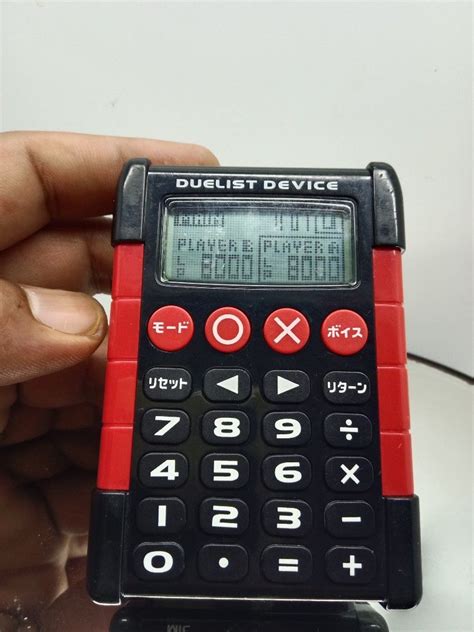 DUELIST DEVICE
MAIN
PLAYER B PLAYER A
8000 8000
モード ◯ ✕ ボイス
リセット ◀ ▶ リターン
7 8 9 ÷
4 5 6 ×
1 2 3 −
0 · = +